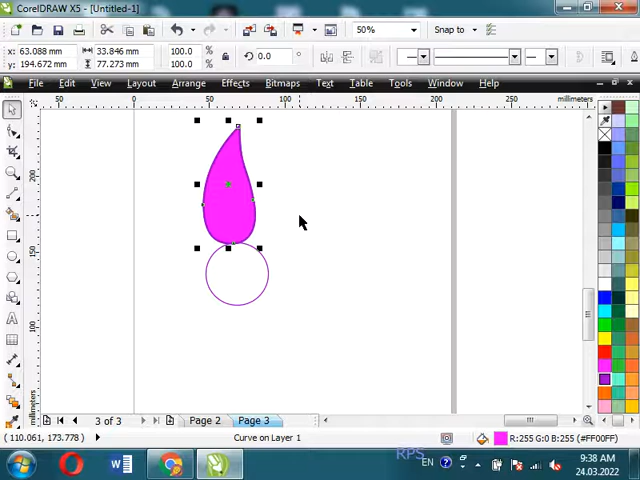 CorelDRAW X5 - [Untitled-1]
50% Snap to
x: 63.088 mm 33.846 mm 100.0 % 0.0 °
y: 194.672 mm 77.273 mm 100.0 %
File Edit View Layout Arrange Effects Bitmaps Text Table Tools Window Help
50 0 50 100 150 200 250 millimeters
200
150
100
millimeters
3 of 3 Page 2 Page 3
(110.061, 173.778) Curve on Layer 1 R:255 G:0 B:255 (#FF00FF)
RPS
EN 9:38 AM
24.03.2022